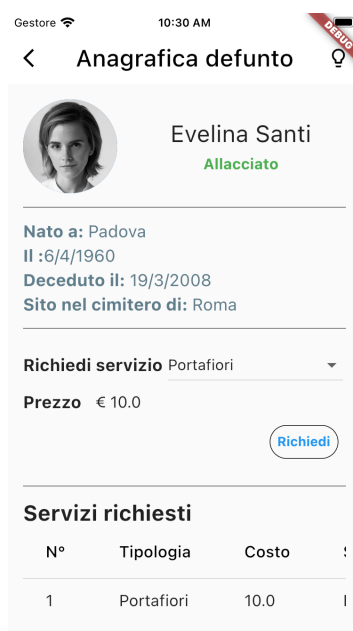 Gestore 10:30 AM
DEBUG
Anagrafica defunto
Evelina Santi
Allacciato
Nato a: Padova
Il :6/4/1960
Deceduto il: 19/3/2008
Sito nel cimitero di: Roma
Richiedi servizio Portafiori
Prezzo € 10.0
Richiedi
Servizi richiesti
N° Tipologia Costo
1 Portafiori 10.0